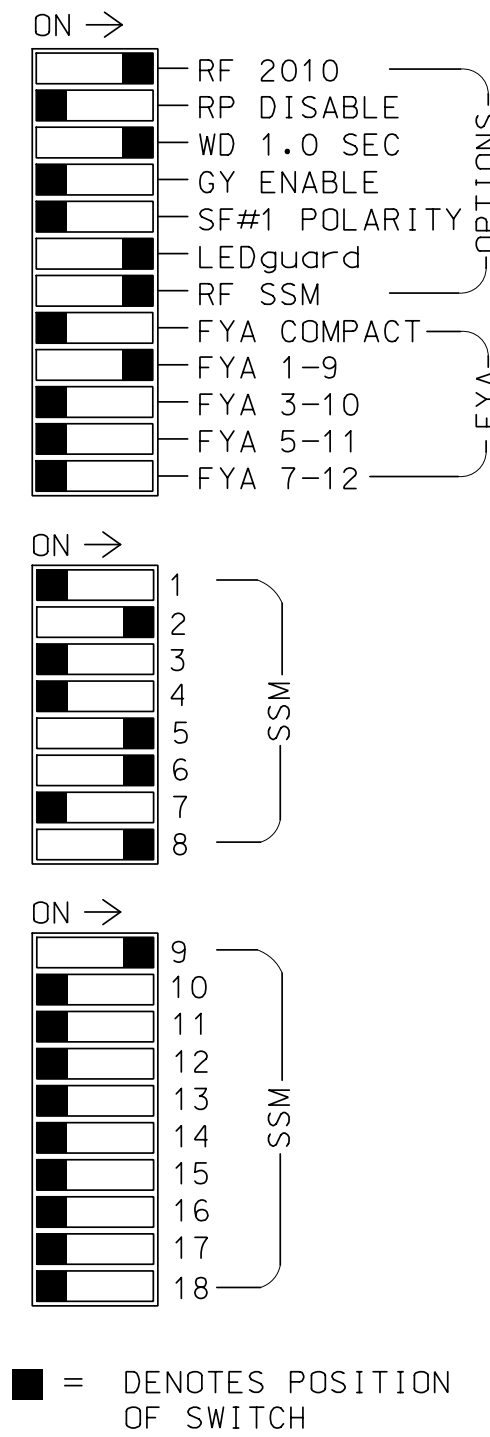 ON →
RF 2010
RP DISABLE
WD 1.0 SEC
GY ENABLE
SF#1 POLARITY
LEDguard
RF SSM
OPTIONS
FYA COMPACT
FYA 1-9
FYA 3-10
FYA 5-11
FYA 7-12
FYA
ON →
1
2
3
4
5
6
7
8
SSM
ON →
9
10
11
12
13
14
15
16
17
18
SSM
= DENOTES POSITION
OF SWITCH